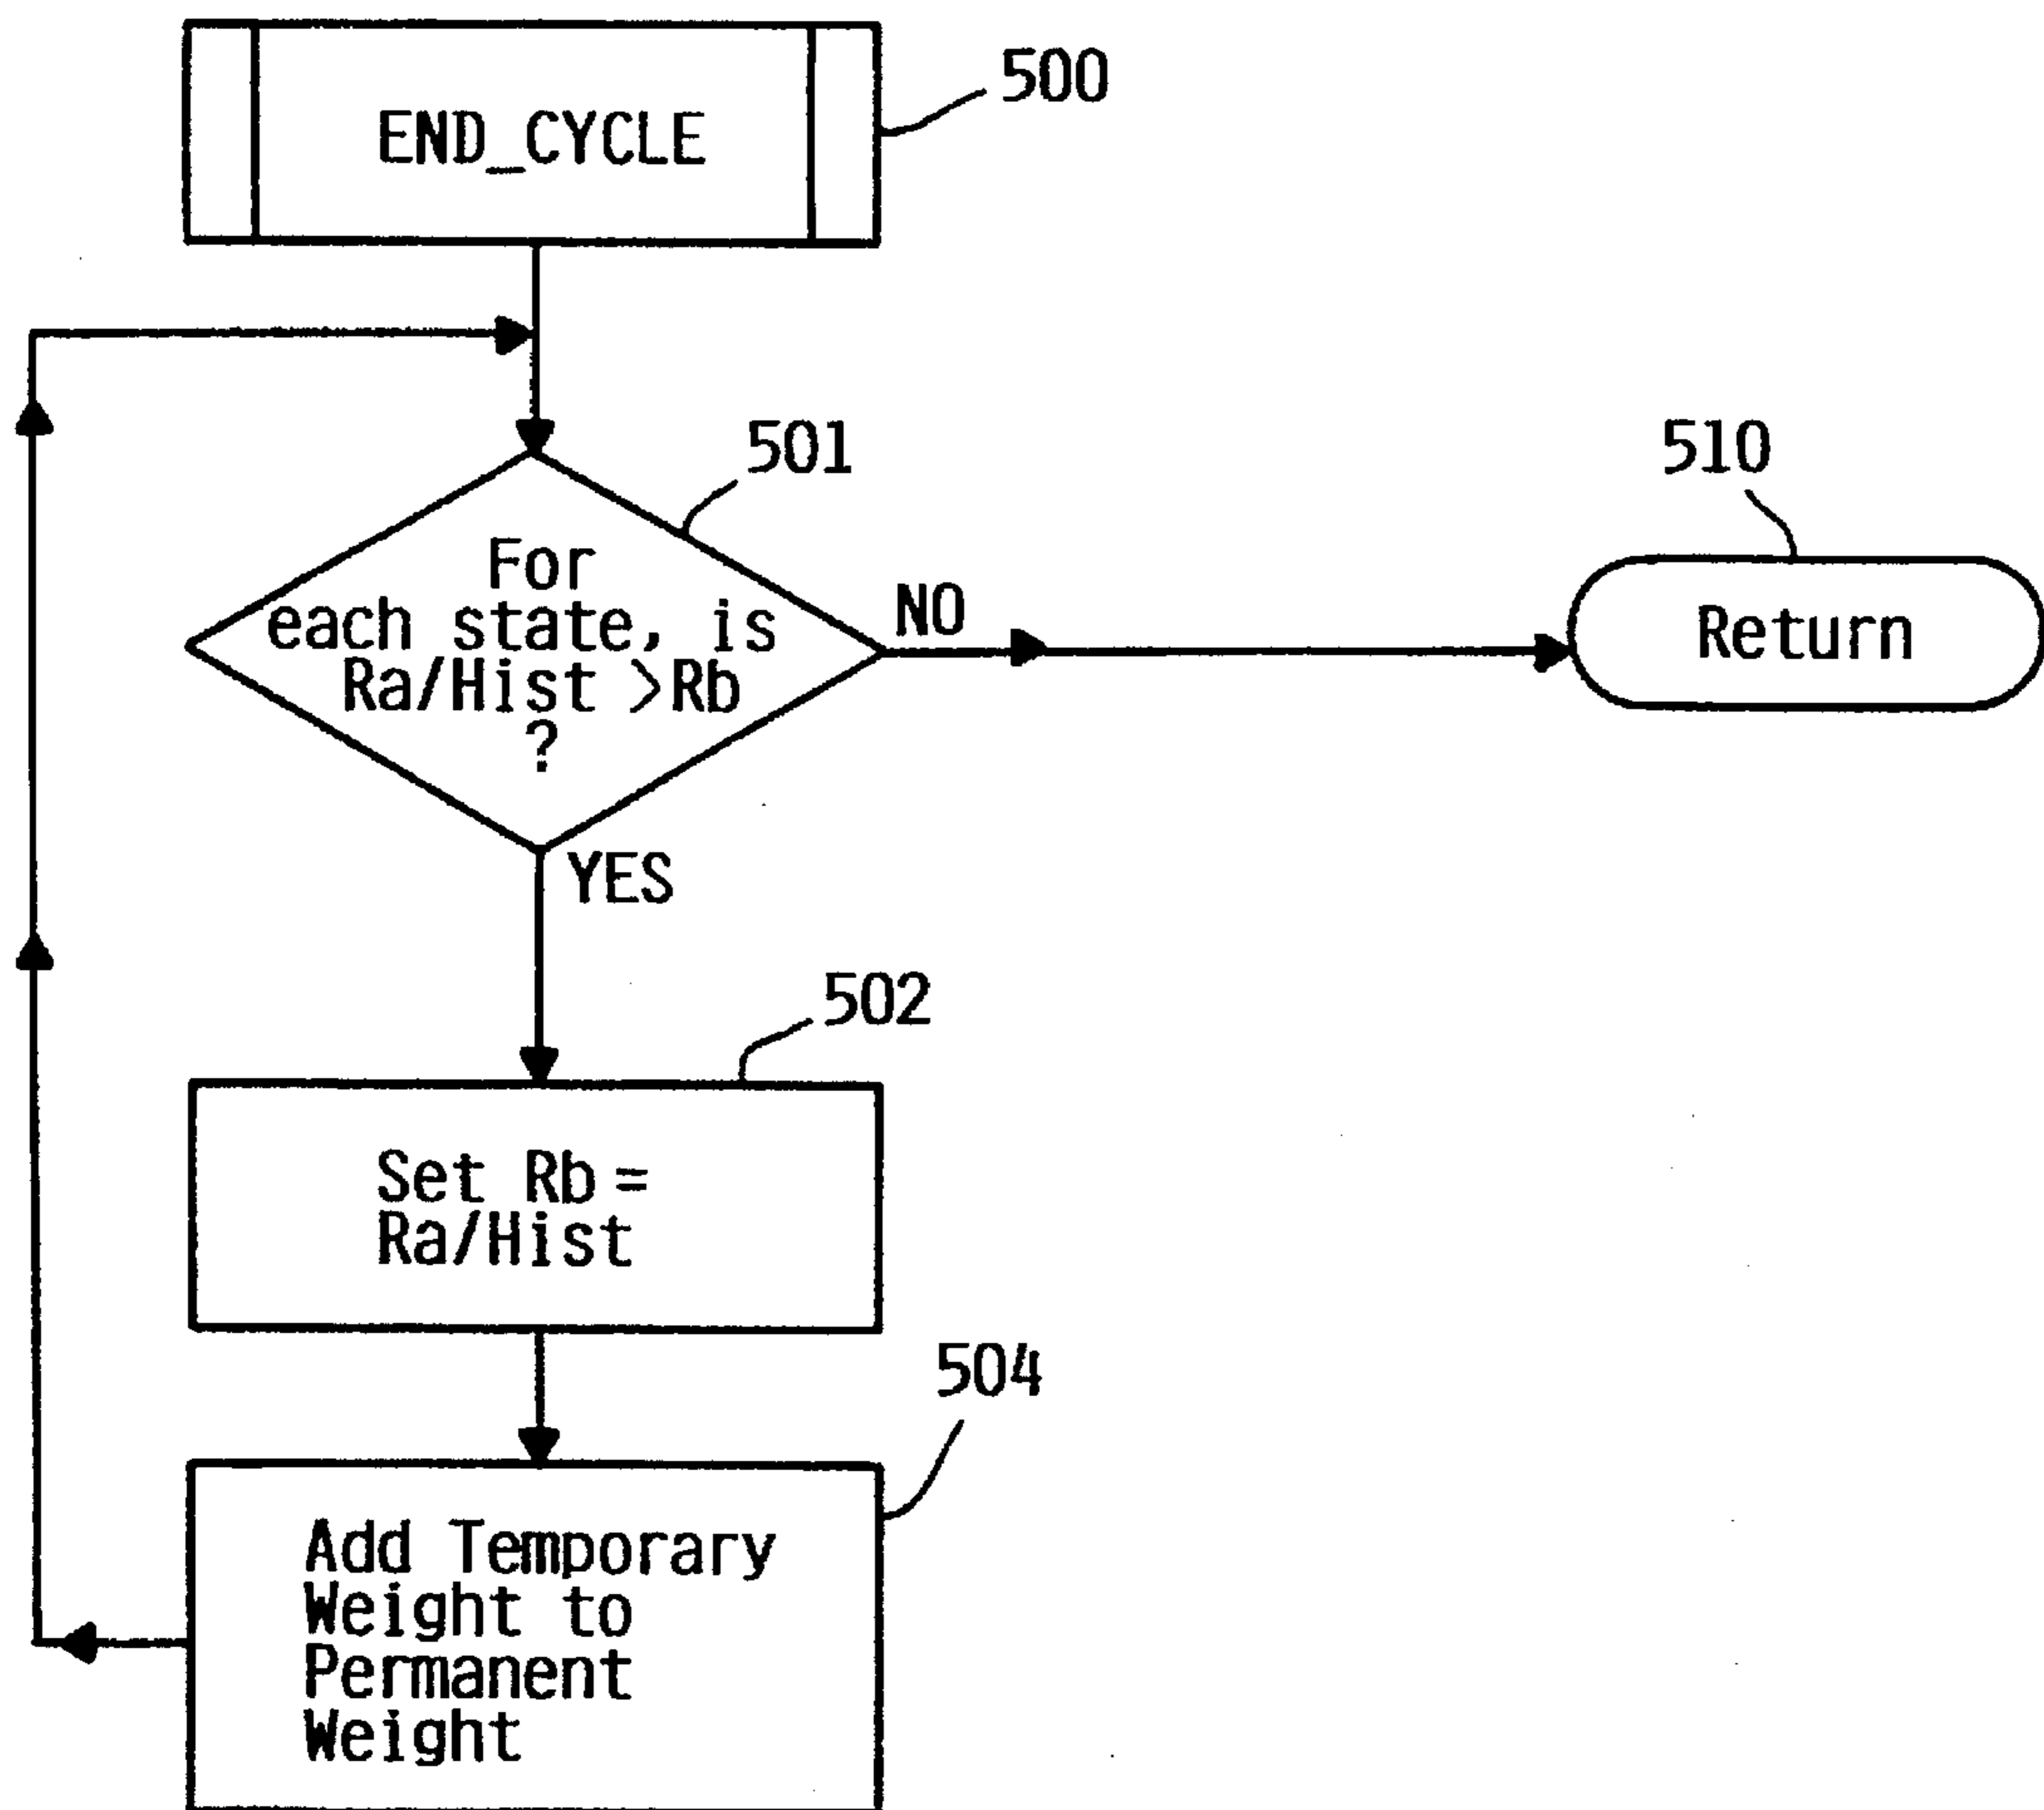 500
END_CYCLE
501
510
For
each state, is
Ra/Hist >Rb
?
NO
Return
YES
502
Set Rb =
Ra/Hist
504
Add Temporary
Weight to
Permanent
Weight